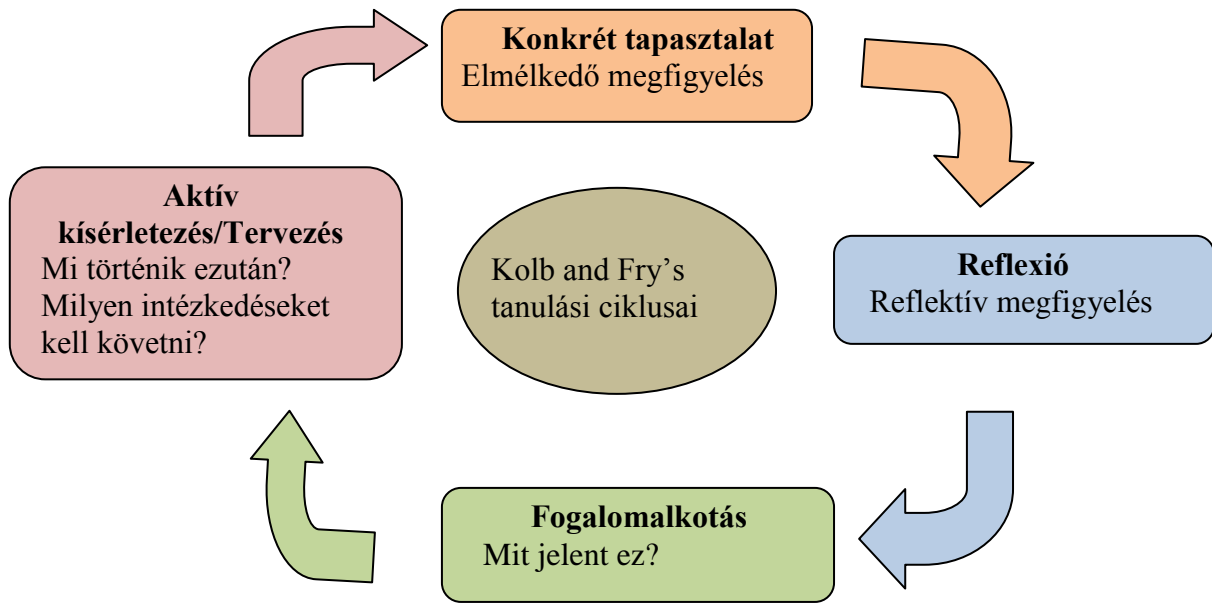 Konkrét tapasztalat
Elmélkedő megfigyelés
Aktív
kísérletezés/Tervezés
Mi történik ezután?
Milyen intézkedéseket
kell követni?
Kolb and Fry’s
tanulási ciklusai
Reflexió
Reflektív megfigyelés
Fogalomalkotás
Mit jelent ez?